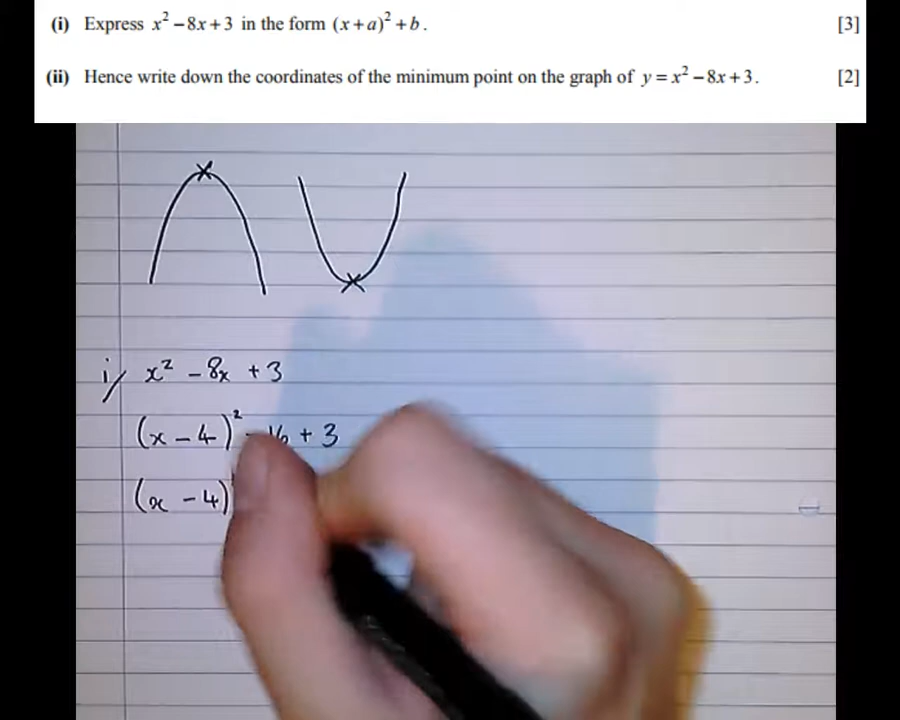 (i) Express x² − 8x + 3 in the form (x + a)² + b. [3]
(ii) Hence write down the coordinates of the minimum point on the graph of y = x² − 8x + 3. [2]
i/ x² − 8x + 3
(x − 4)² − 16 + 3
(x − 4)